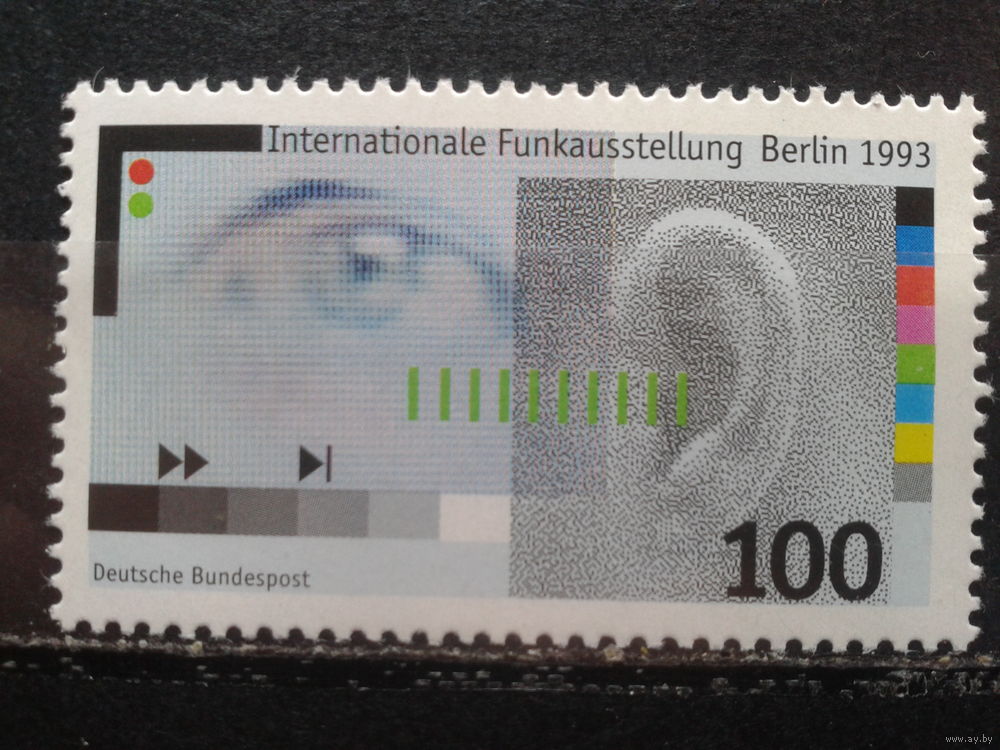 Internationale Funkausstellung Berlin 1993
100
Deutsche Bundespost
www.ay.by